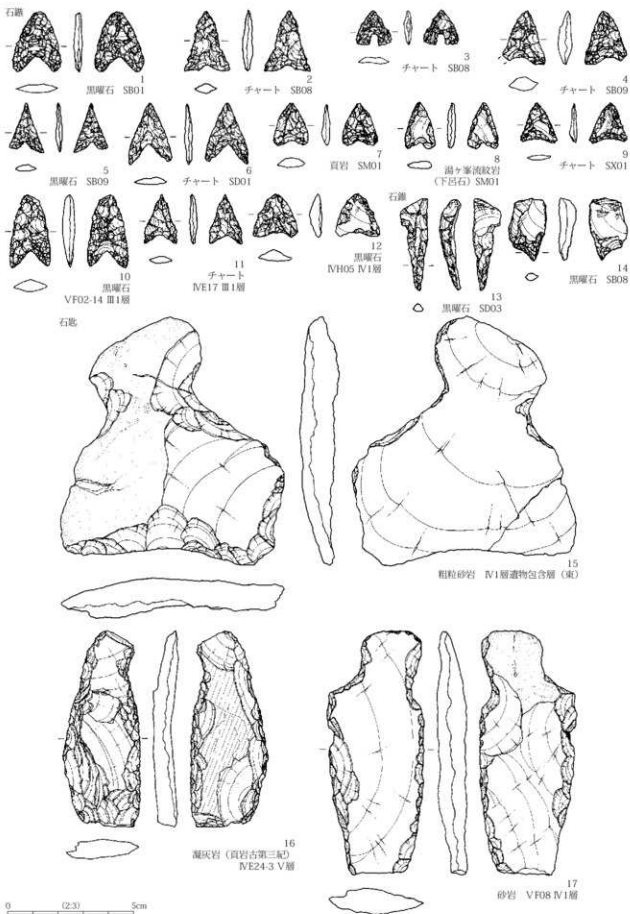 石鏃
1
黒曜石 SB01
2
チャート SB08
3
チャート SB08
4
チャート SB09
5
黒曜石 SB09
6
チャート SD01
7
頁岩 SM01
8
湯ヶ峯流紋岩
(下呂石) SM01
9
チャート SX01
10
黒曜石
ⅤF02-14 Ⅲ1層
11
チャート
ⅣE17 Ⅲ1層
12
黒曜石
ⅣH05 Ⅳ1層
石錐
13
黒曜石 SD03
14
黒曜石 SB08
石匙
15
粗粒砂岩 Ⅳ1層遺物包含層(東)
16
凝灰岩(頁岩古第三紀)
ⅣE24-3 Ⅴ層
17
砂岩 ⅤF08 Ⅳ1層
0 (2:3) 5cm